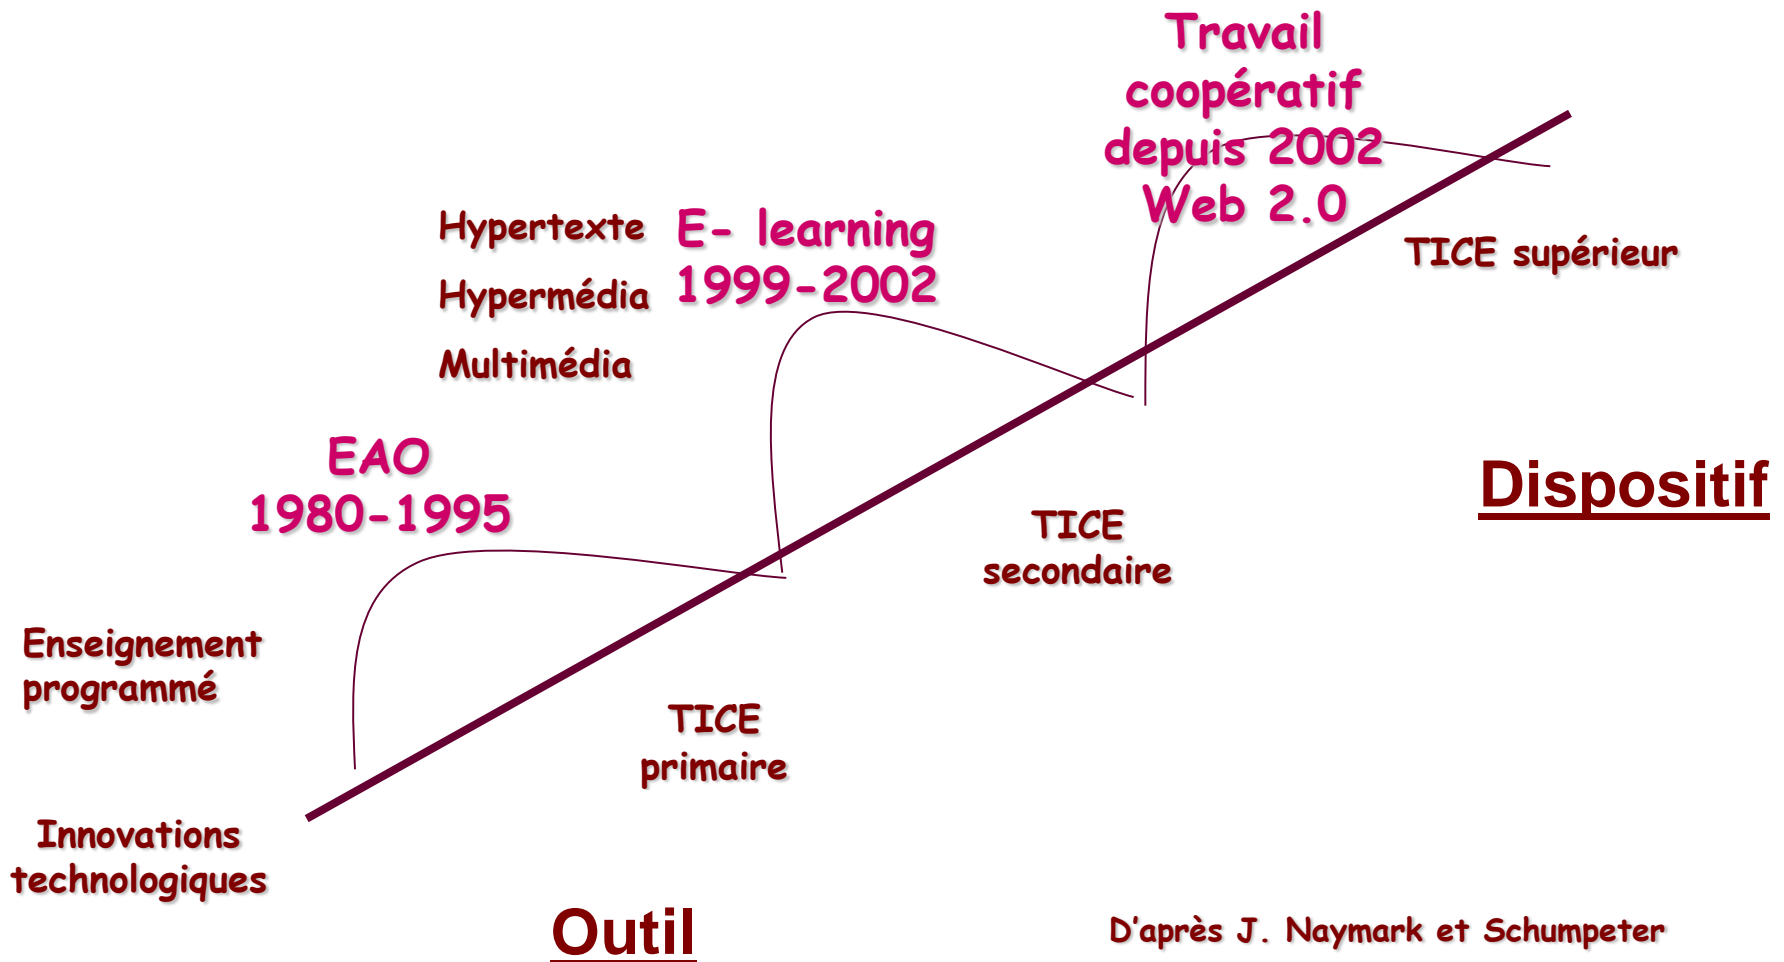 Travail
coopératif
depuis 2002
Web 2.0
Hypertexte
Hypermédia
Multimédia
E- learning
1999-2002
TICE supérieur
EAO
1980-1995
Dispositif
TICE
secondaire
Enseignement
programmé
TICE
primaire
Innovations
technologiques
Outil
D'après J. Naymark et Schumpeter